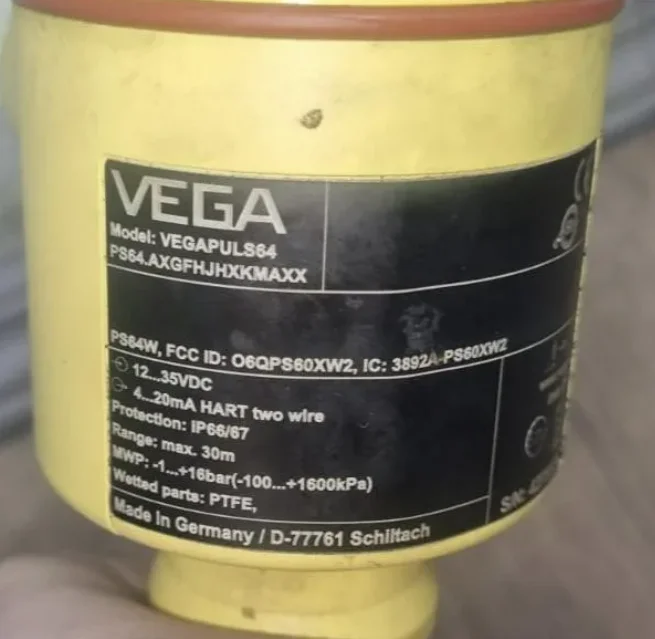 VEGA
Model: VEGAPULS64
PS64.AXGFHJHXKMAXX
PS64W, FCC ID: O6QPS60XW2, IC: 3892A-PS60XW2
12...35VDC
4...20mA HART two wire
Protection: IP66/67
Range: max. 30m
MWP: -1...+16bar(-100...+1600kPa)
Wetted parts: PTFE,
S/N:
Made in Germany / D-77761 Schiltach